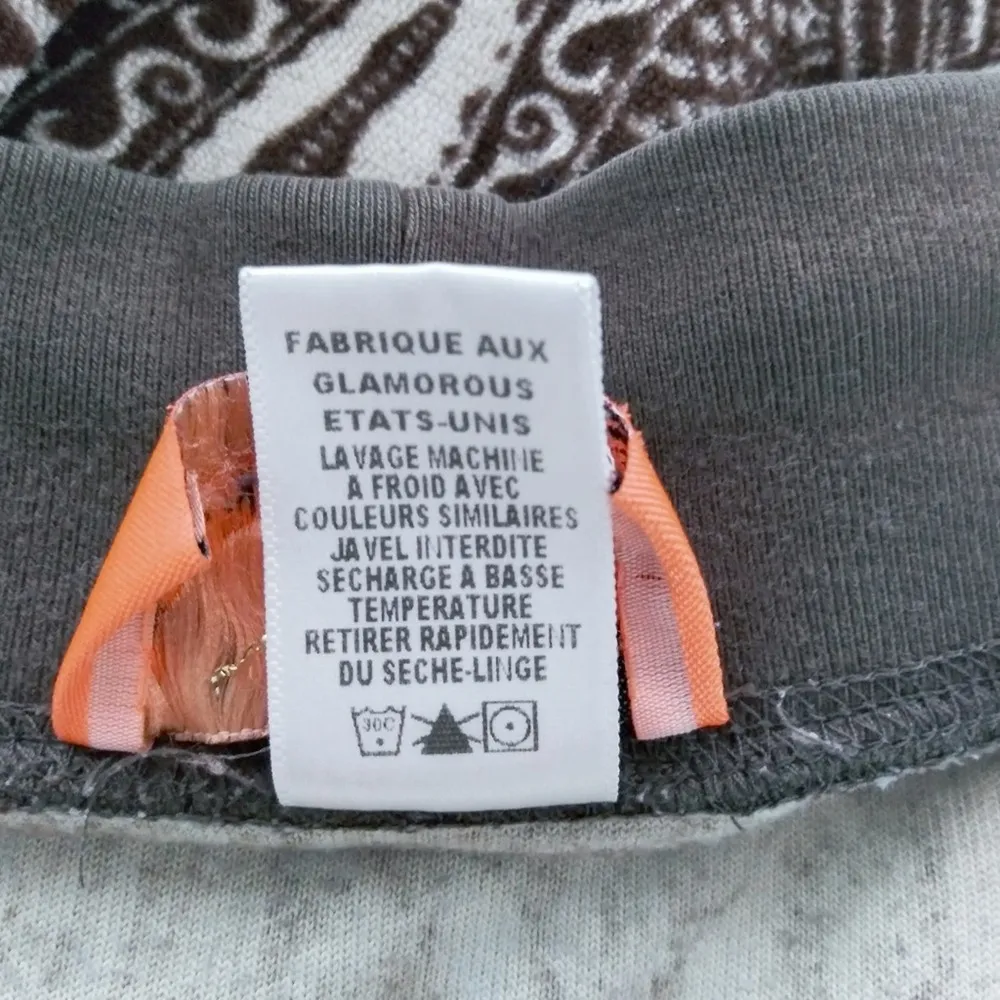 FABRIQUE AUX
GLAMOROUS
ETATS-UNIS
LAVAGE MACHINE
A FROID AVEC
COULEURS SIMILAIRES
JAVEL INTERDITE
SECHARGE A BASSE
TEMPERATURE
RETIRER RAPIDEMENT
DU SECHE-LINGE
30C